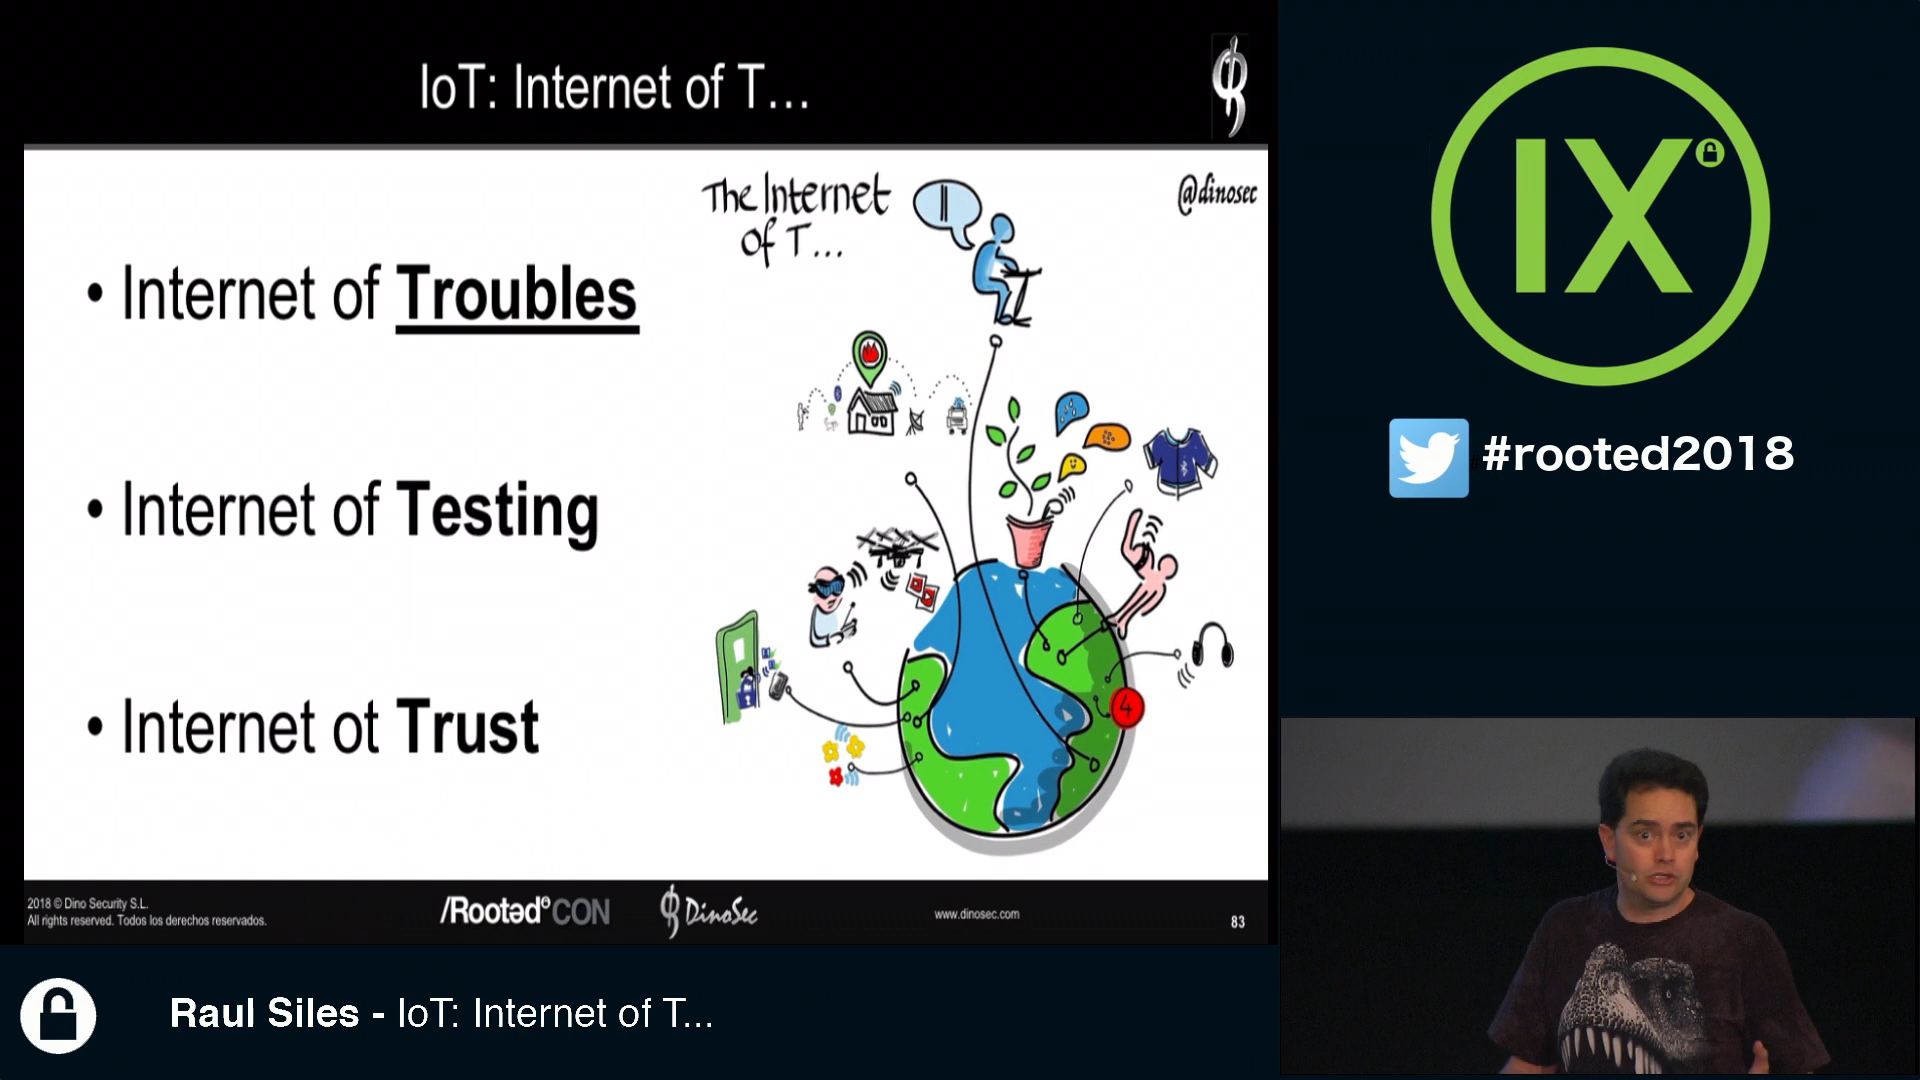 IoT: Internet of T...
The Internet
of T...
@dinosec
• Internet of Troubles
• Internet of Testing
• Internet ot Trust
4
2018 © Dino Security S.L.
All rights reserved. Todos los derechos reservados.
/Rooted CON
DinoSec
www.dinosec.com
83
IX
#rooted2018
Raul Siles - IoT: Internet of T...